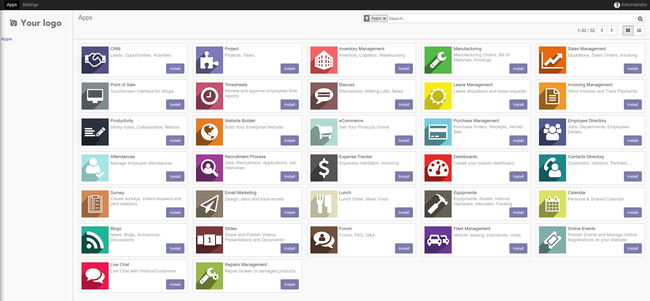 Apps Settings Administrator
Your logo
Apps
Apps
Apps × Search...
1-32 / 32
CRM
Leads, Opportunities, Activities
Install
Project
Projects, Tasks
Install
Inventory Management
Inventory, Logistics, Warehousing
Install
Manufacturing
Manufacturing Orders, Bill of
Materials, Routings
Install
Sales Management
Quotations, Sales Orders, Invoicing
Install
Point of Sale
Touchscreen Interface for Shops
Install
Timesheets
Review and approve employees time
reports
Install
Discuss
Discussions, Mailing Lists, News
Install
Leave Management
Leave allocations and leave requests
Install
Invoicing Management
Send Invoices and Track Payments
Install
Productivity
Sticky notes, Collaborative, Memos
Install
Website Builder
Build Your Enterprise Website
Install
eCommerce
Sell Your Products Online
Install
Purchase Management
Purchase Orders, Receipts, Vendor
Bills
Install
Employee Directory
Jobs, Departments, Employees
Details
Install
Attendances
Manage employee attendances
Install
Recruitment Process
Jobs, Recruitment, Applications, Job
Interviews
Install
Expenses Tracker
Expenses Validation, Invoicing
Install
Dashboards
Create your custom dashboard
Install
Contacts Directory
Customers, Vendors, Partners,...
Install
Survey
Create surveys, collect answers and
print statistics
Install
Email Marketing
Design, send and track emails
Install
Lunch
Lunch Order, Meal, Food
Install
Equipments
Equipments, Assets, Internal
Hardware, Allocation Tracking
Install
Calendar
Personal & Shared Calendar
Install
Blogs
News, Blogs, Announces,
Discussions
Install
Slides
Share and Publish Videos,
Presentations and Documents
Install
Forum
Forum, FAQ, Q&A
Install
Fleet Management
Vehicle, leasing, insurances, costs
Install
Online Events
Publish Events and Manage Online
Registrations on your Website
Install
Live Chat
Live Chat with Visitors/Customers
Install
Repairs Management
Repair broken or damaged products
Install